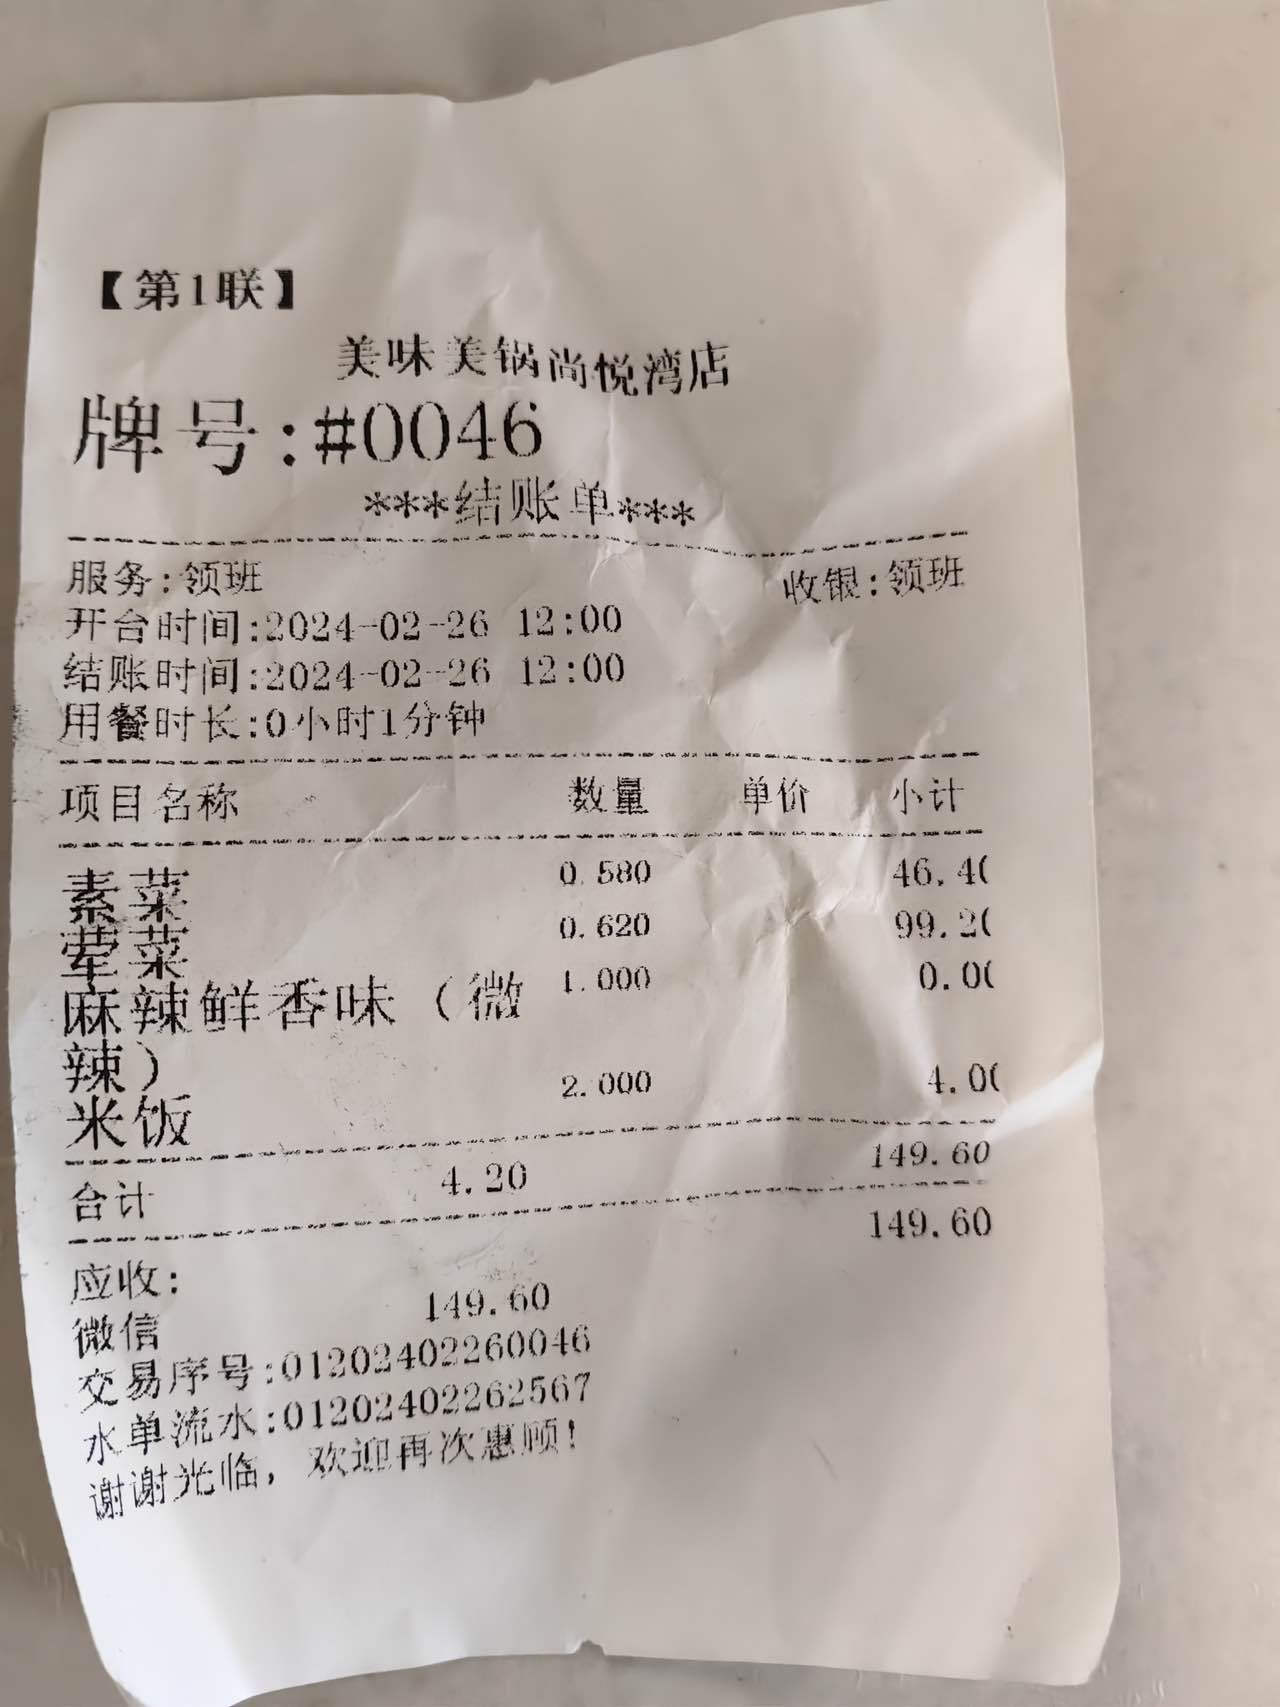 【第1联】
美味美锅尚悦湾店
牌号:#0046
***结账单***
服务:领班 收银:领班
开台时间:2024-02-26 12:00
结账时间:2024-02-26 12:00
用餐时长:0小时1分钟
项目名称 数量 单价 小计
素菜 0.580 46.40
荤菜 0.620 99.20
麻辣鲜香味（微 1.000 0.00
辣）
米饭 2.000 4.00
合计 4.20 149.60
应收: 149.60
微信 149.60
交易序号:01202402260046
水单流水:01202402262567
谢谢光临，欢迎再次惠顾！